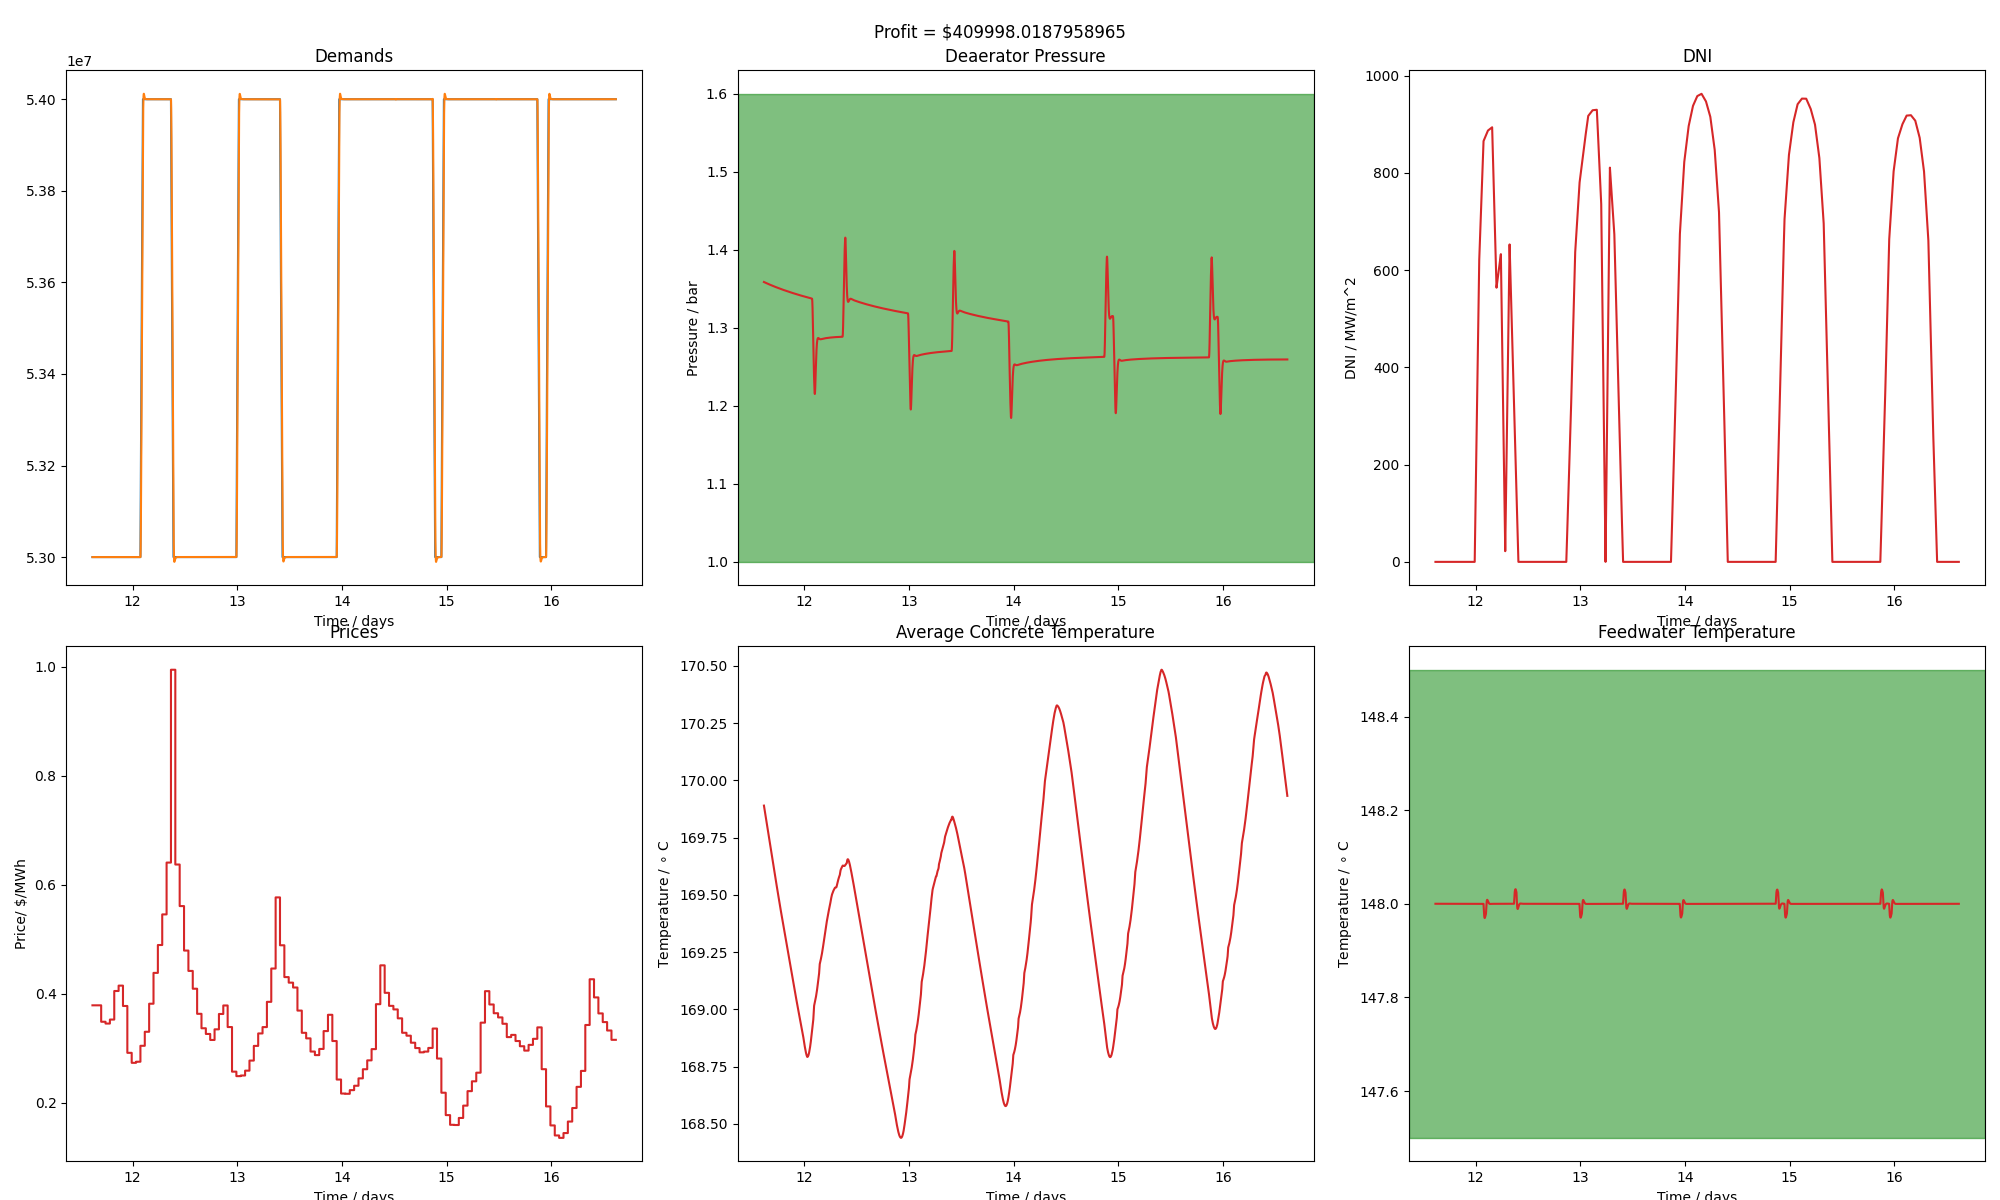 Profit = $409998.0187958965
Demands
1e7
5.40
5.38
5.36
5.34
5.32
5.30
12 13 14 15 16
Time / days
Deaerator Pressure
Pressure / bar
1.6
1.5
1.4
1.3
1.2
1.1
1.0
12 13 14 15 16
Time / days
DNI
DNI / MW/m^2
1000
800
600
400
200
0
12 13 14 15 16
Time / days
Prices
Price/ $/MWh
1.0
0.8
0.6
0.4
0.2
12 13 14 15 16
Time / days
Average Concrete Temperature
Temperature / ∘ C
170.50
170.25
170.00
169.75
169.50
169.25
169.00
168.75
168.50
12 13 14 15 16
Time / days
Feedwater Temperature
Temperature / ∘ C
148.4
148.2
148.0
147.8
147.6
12 13 14 15 16
Time / days